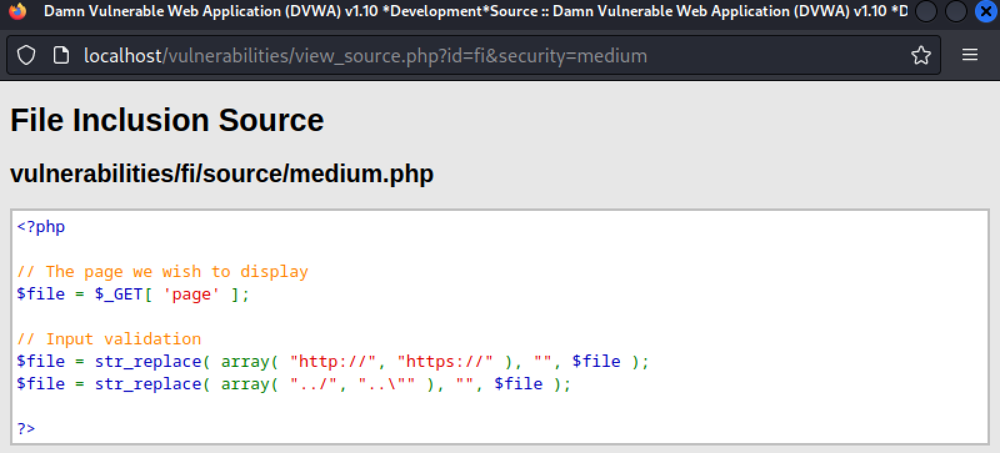 Damn Vulnerable Web Application (DVWA) v1.10 *Development*Source :: Damn Vulnerable Web Application (DVWA) v1.10 *D
localhost/vulnerabilities/view_source.php?id=fi&security=medium
File Inclusion Source
vulnerabilities/fi/source/medium.php
<?php
// The page we wish to display
$file = $_GET[ 'page' ];
// Input validation
$file = str_replace( array( "http://", "https://" ), "", $file );
$file = str_replace( array( "../", "..\"" ), "", $file );
?>